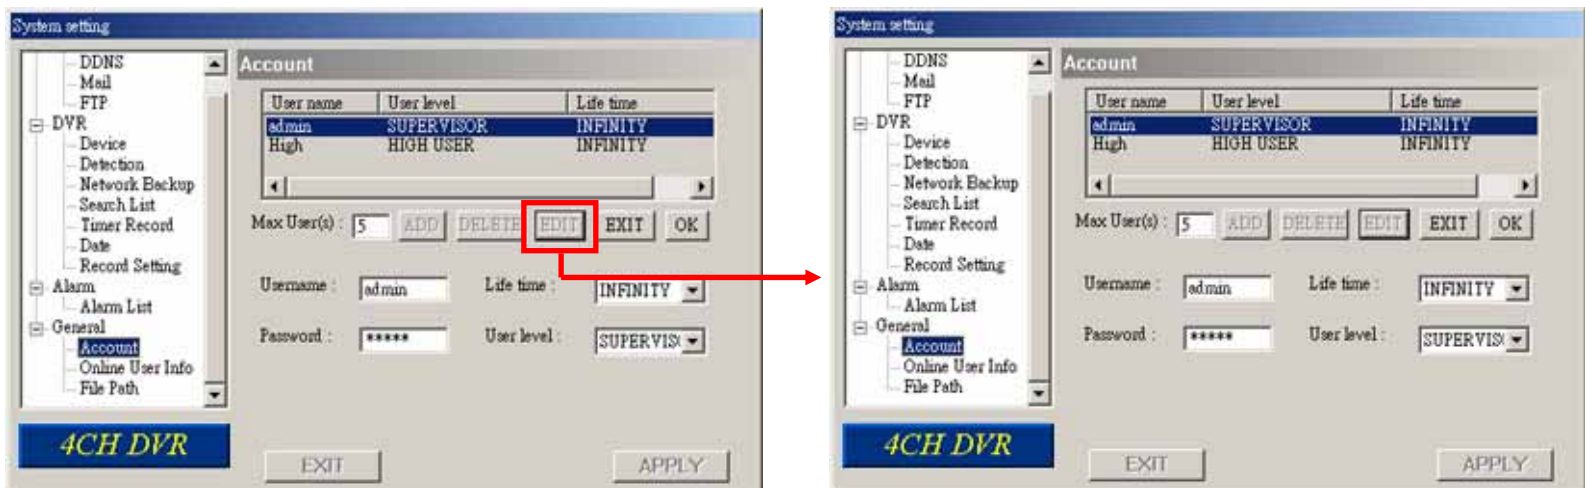 System setting
DDNS
Mail
FTP
DVR
Device
Detection
Network Backup
Search List
Timer Record
Date
Record Setting
Alarm
Alarm List
General
Account
Online User Info
File Path
4CH DVR
Account
User name User level Life time
admin SUPERVISOR INFINITY
High HIGH USER INFINITY
Max User(s) : 5 ADD DELETE EDIT EXIT OK
Username : admin Life time : INFINITY
Password : ***** User level : SUPERVIS
EXIT APPLY
System setting
DDNS
Mail
FTP
DVR
Device
Detection
Network Backup
Search List
Timer Record
Date
Record Setting
Alarm
Alarm List
General
Account
Online User Info
File Path
4CH DVR
Account
User name User level Life time
admin SUPERVISOR INFINITY
High HIGH USER INFINITY
Max User(s) : 5 ADD DELETE EDIT EXIT OK
Username : admin Life time : INFINITY
Password : ***** User level : SUPERVIS
EXIT APPLY